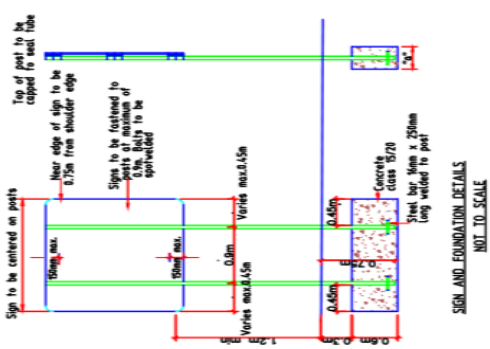 Top of post to be
capped to seal tube
Near edge of sign to be
0.75m from shoulder edge
Signs to be fastened to
posts at maximum of
0.9m. Bolts to be
spotwelded
Sign to be centered on posts
150mm max.
150mm max.
Varies max.0.45m
0.9m
Varies max.0.45m
"a"
Concrete
class 15/20
Steel bar 16mm x 250mm
long welded to post
0.45m
0.45m
SIGN AND FOUNDATION DETAILS
NOT TO SCALE